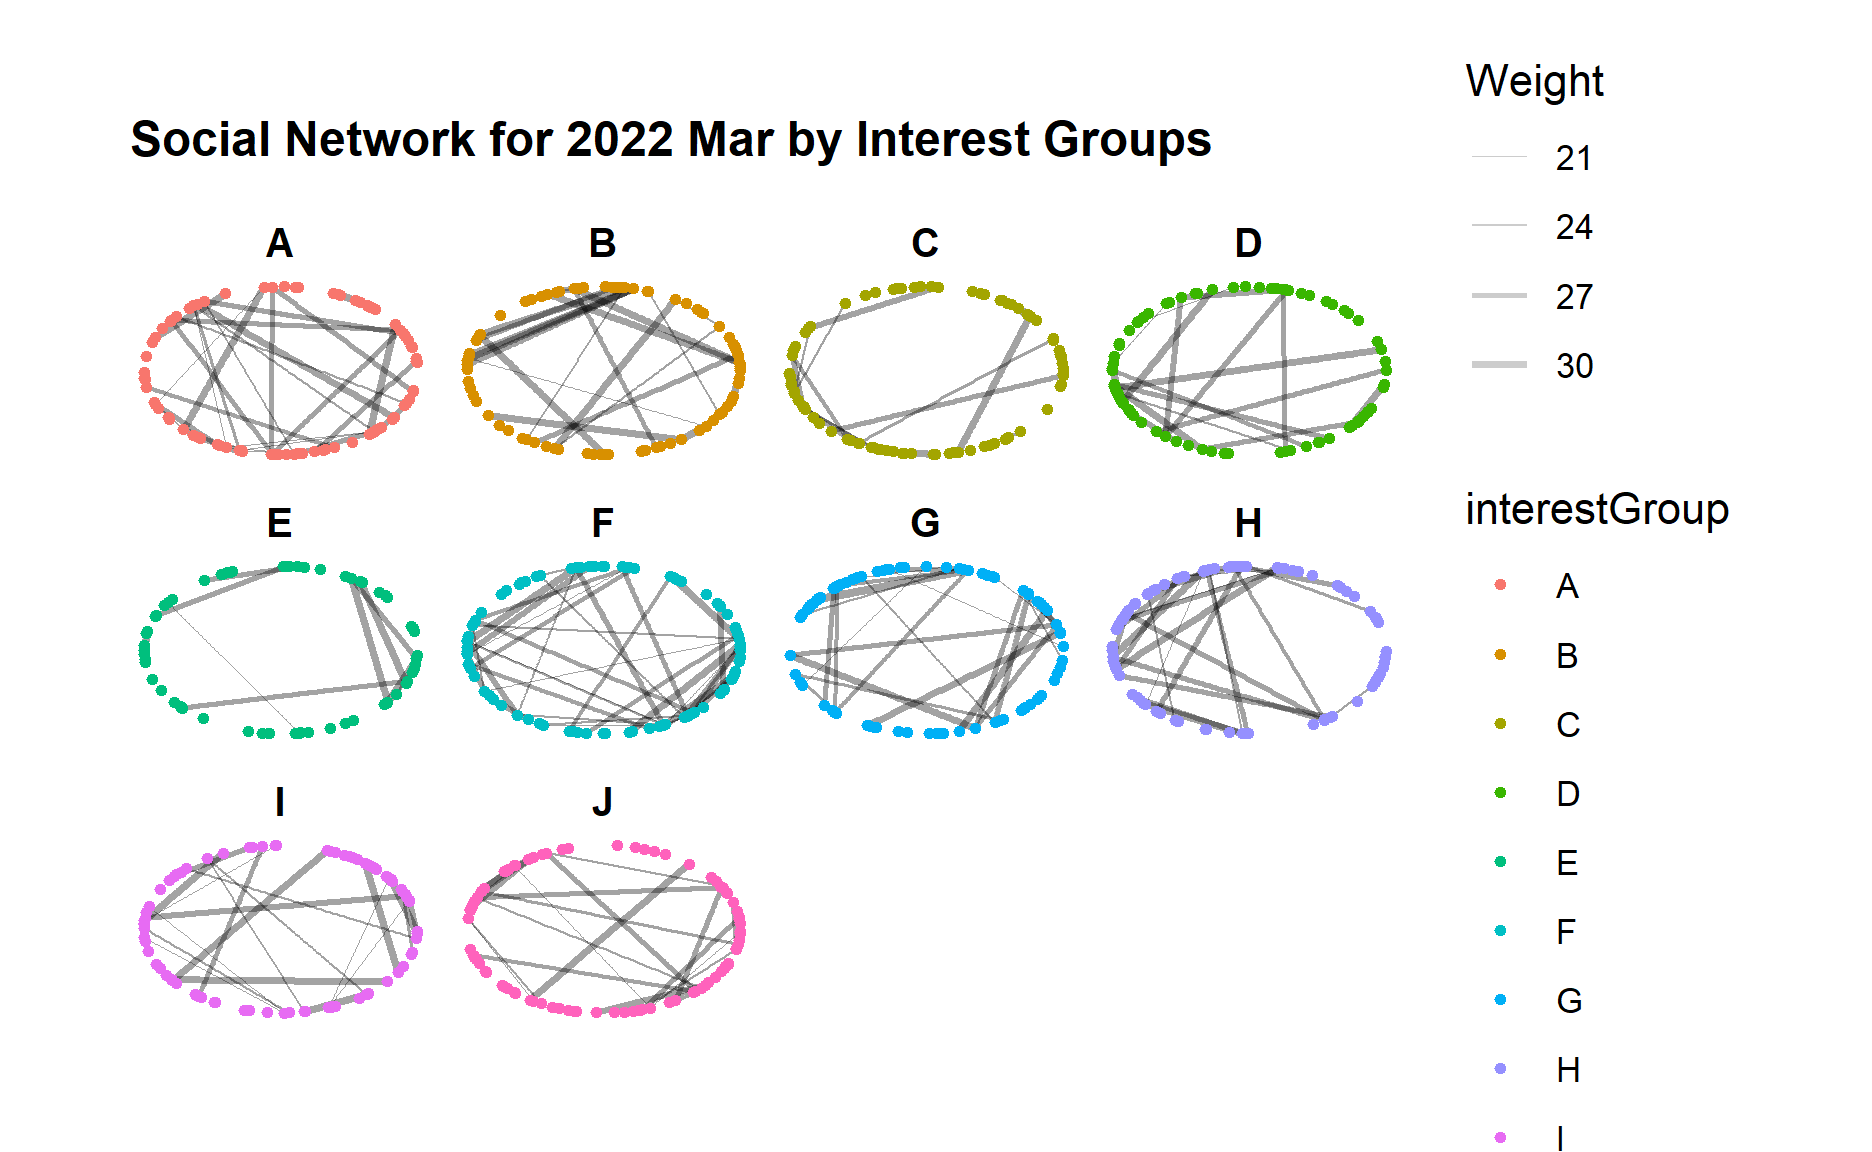 Social Network for 2022 Mar by Interest Groups
A
B
C
D
E
F
G
H
I
J
Weight
21
24
27
30
interestGroup
A
B
C
D
E
F
G
H
I